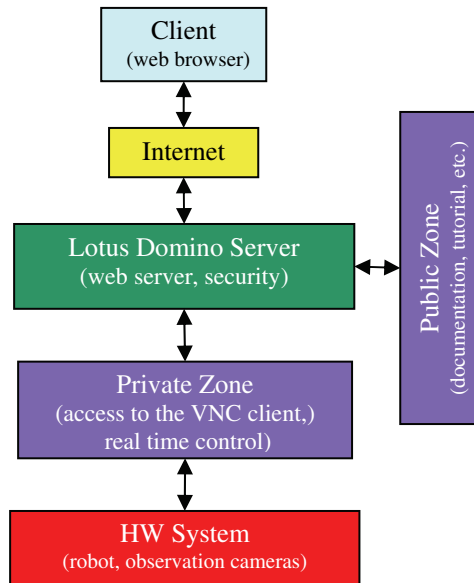 Client
(web browser)
Internet
Lotus Domino Server
(web server, security)
Public Zone
(documentation, tutorial, etc.)
Private Zone
(access to the VNC client,)
real time control)
HW System
(robot, observation cameras)